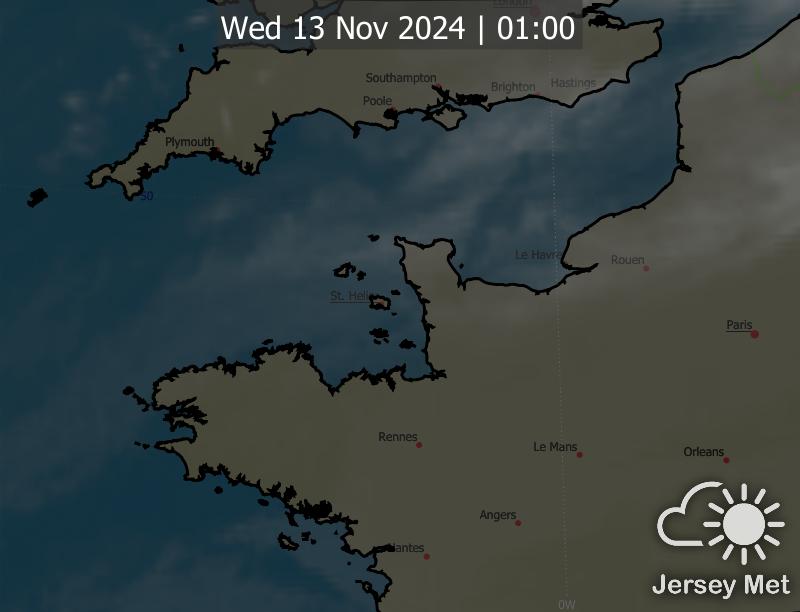 London
Wed 13 Nov 2024 | 01:00
Southampton
Brighton
Hastings
Poole
Plymouth
50
Le Havre
Rouen
St. Heli
Paris
Rennes
Le Mans
Orleans
Angers
Nantes
0W
Jersey Met